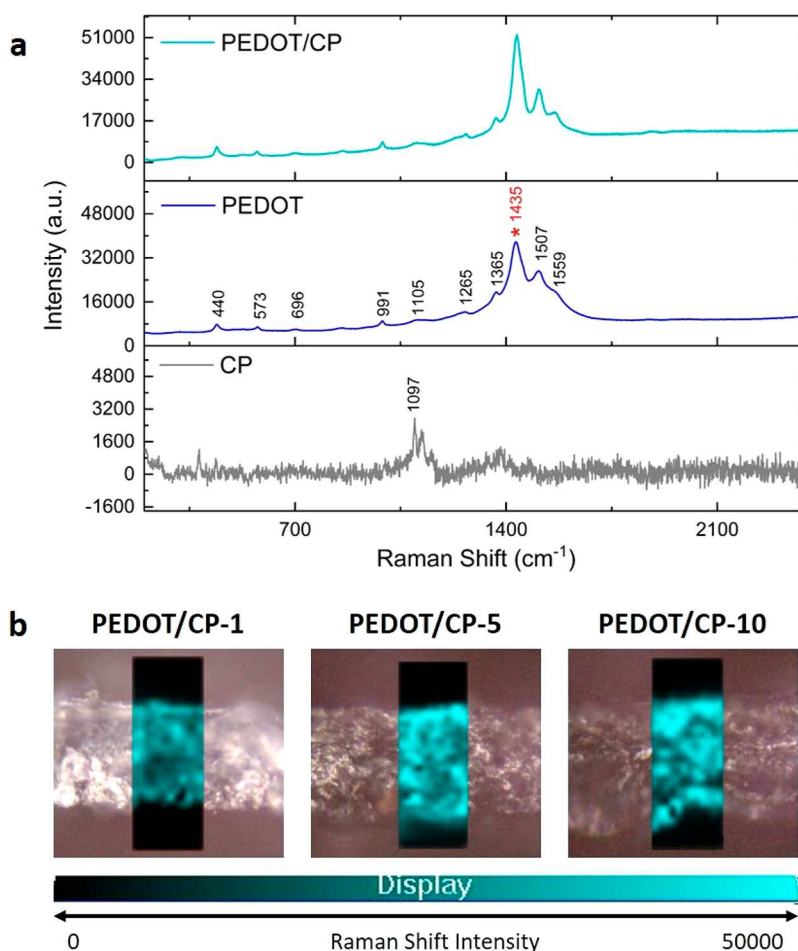 a
PEDOT/CP
51000
34000
17000
0
PEDOT
48000
32000
16000
0
440
573
696
991
1105
1265
1365
* 1435
1507
1559
CP
4800
3200
1600
0
-1600
1097
Intensity (a.u.)
700
1400
2100
Raman Shift (cm⁻¹)
b
PEDOT/CP-1 PEDOT/CP-5 PEDOT/CP-10
Display
0 Raman Shift Intensity 50000